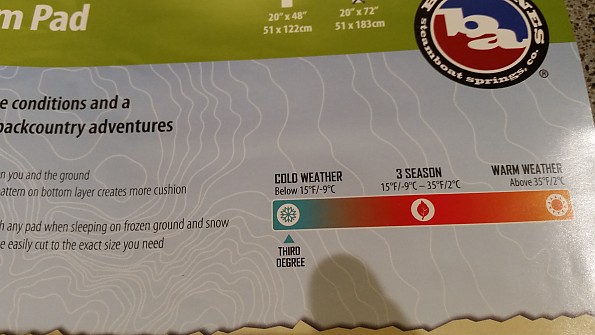 m Pad
20" x 48"
51 x 122cm
20" x 72"
51 x 183cm
ba
steamboat springs, co.
®
e conditions and a
backcountry adventures
n you and the ground
attern on bottom layer creates more cushion
h any pad when sleeping on frozen ground and snow
e easily cut to the exact size you need
COLD WEATHER
Below 15°F/-9°C
3 SEASON
15°F/-9°C – 35°F/2°C
WARM WEATHER
Above 35°F/2°C
THIRD
DEGREE